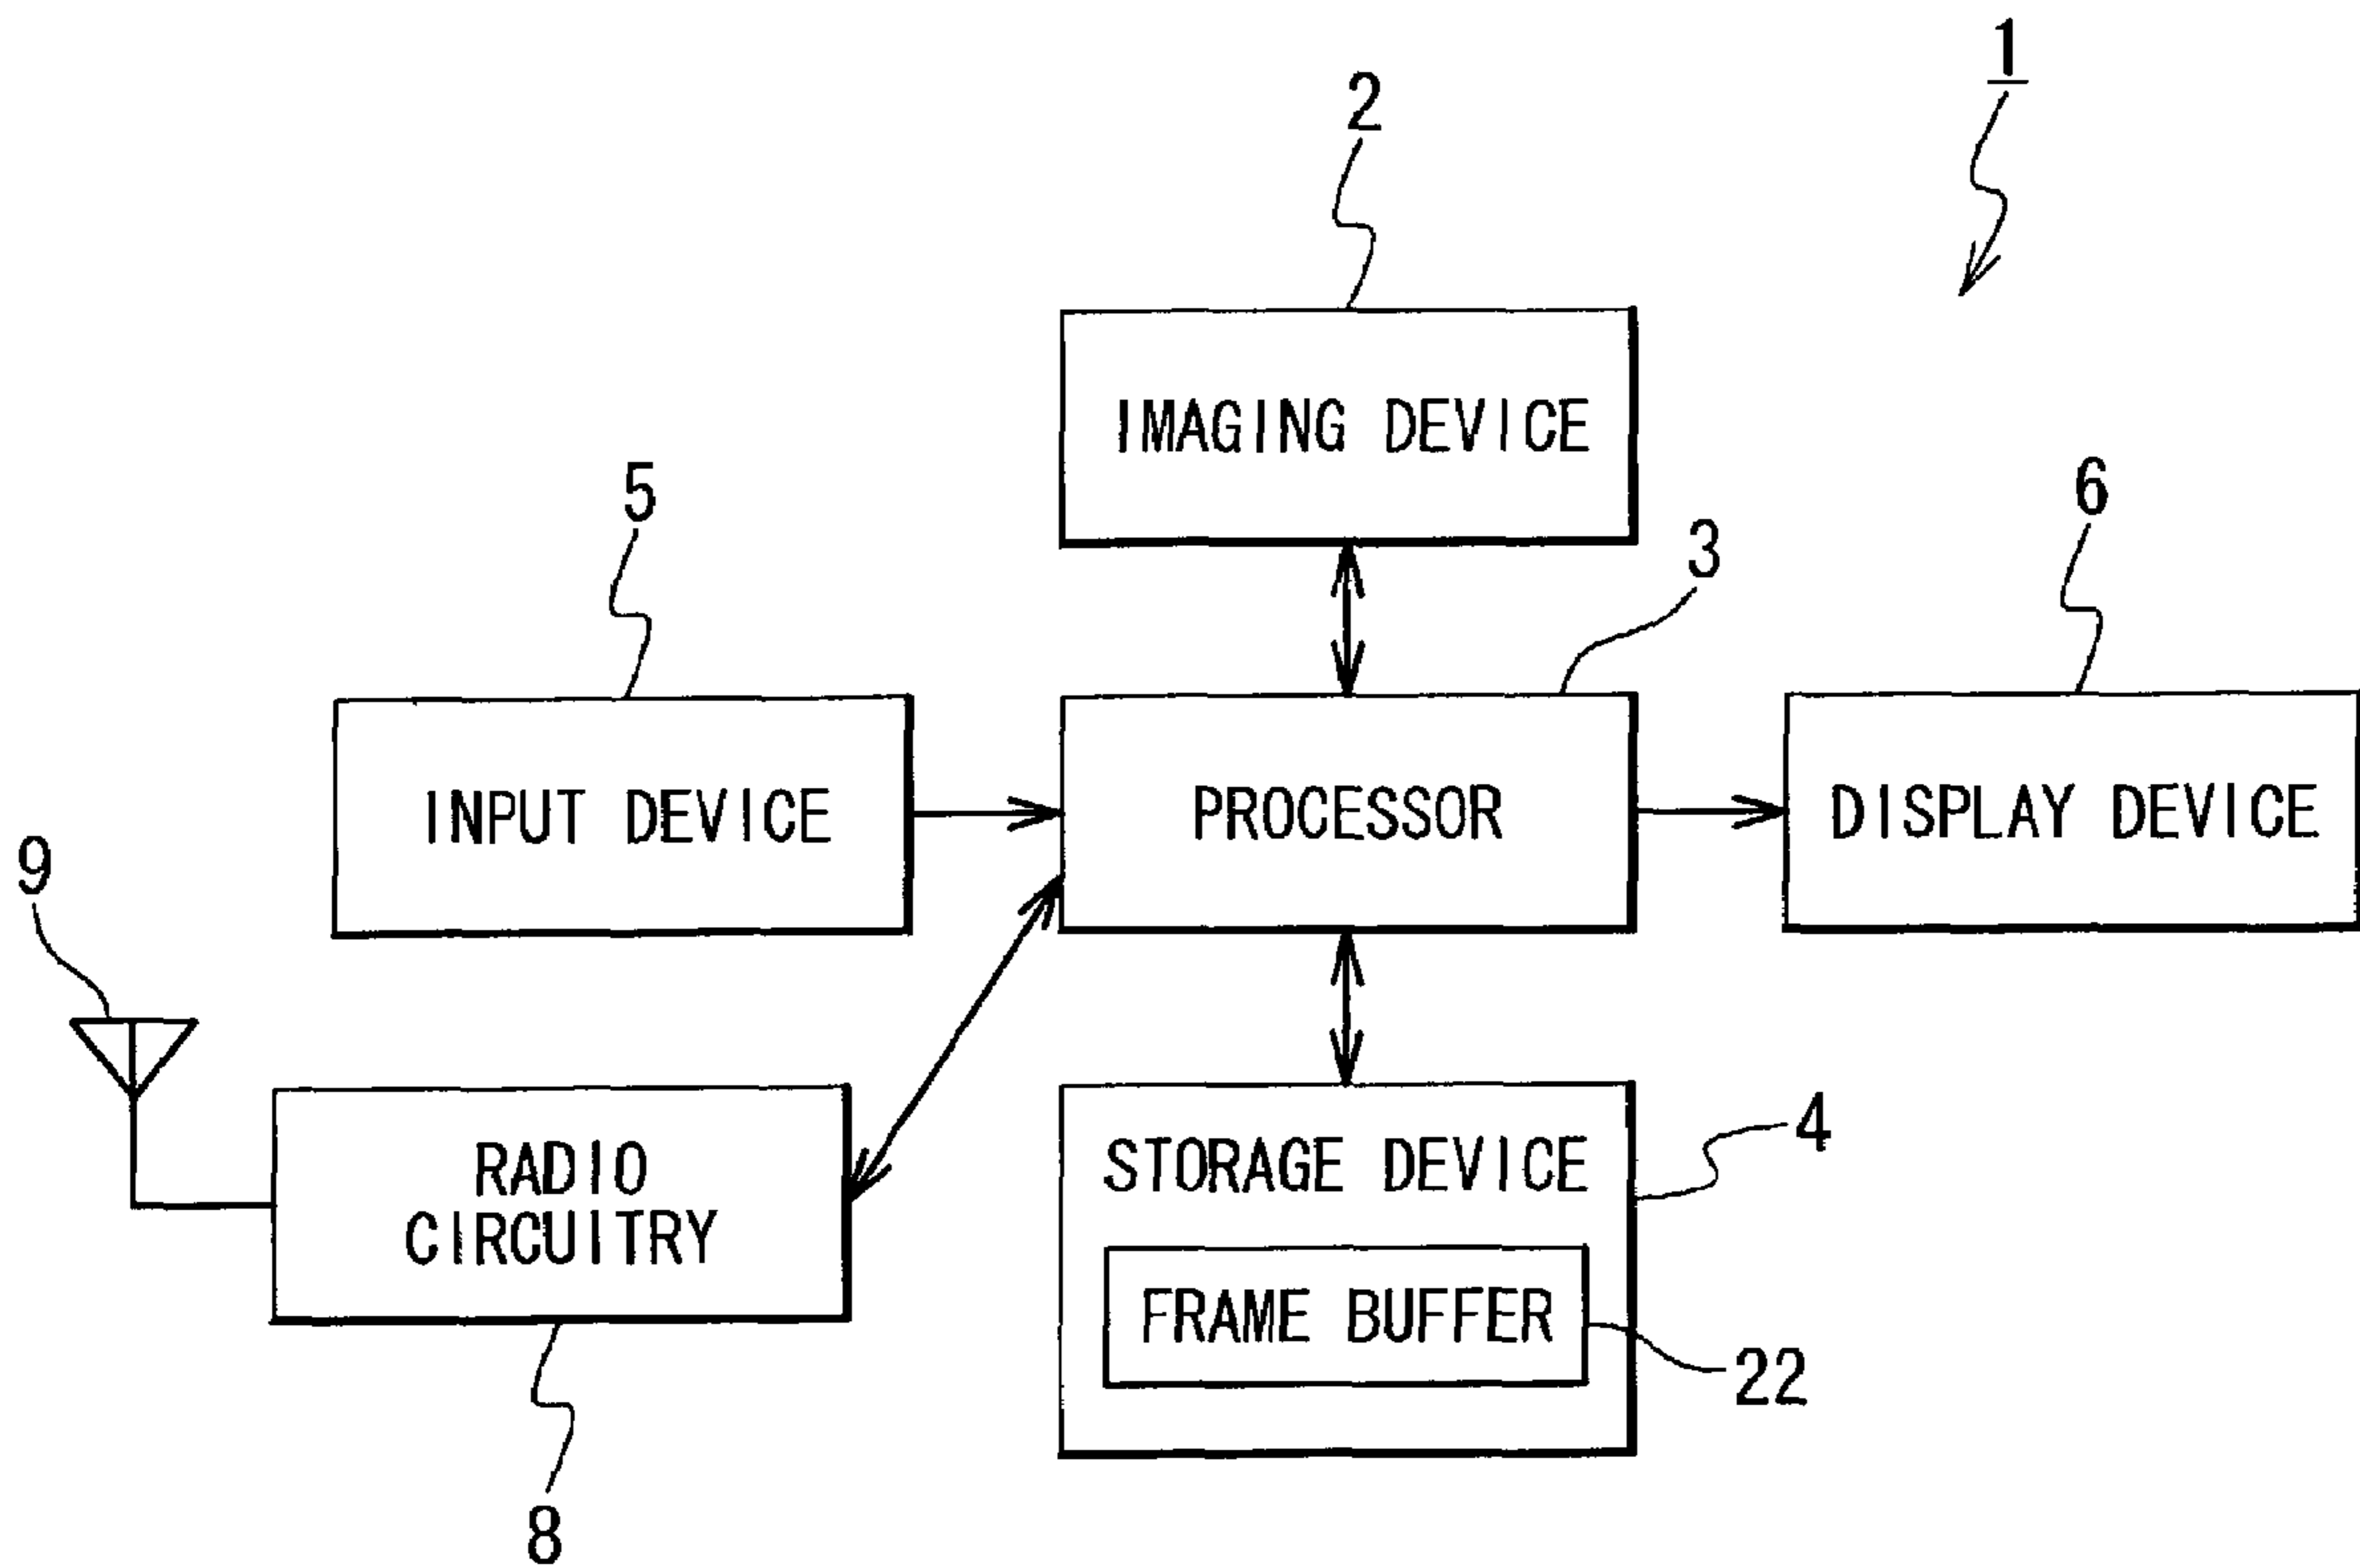 1
2
IMAGING DEVICE
5
3
6
INPUT DEVICE
PROCESSOR
DISPLAY DEVICE
9
RADIO
CIRCUITRY
STORAGE DEVICE
4
FRAME BUFFER
22
8